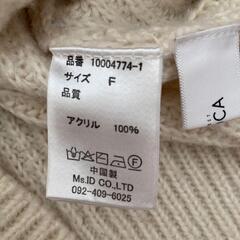 品番 10004774-1
サイズ F
品質
アクリル 100%
中国製
Ms.ID CO.,LTD
092-409-6025